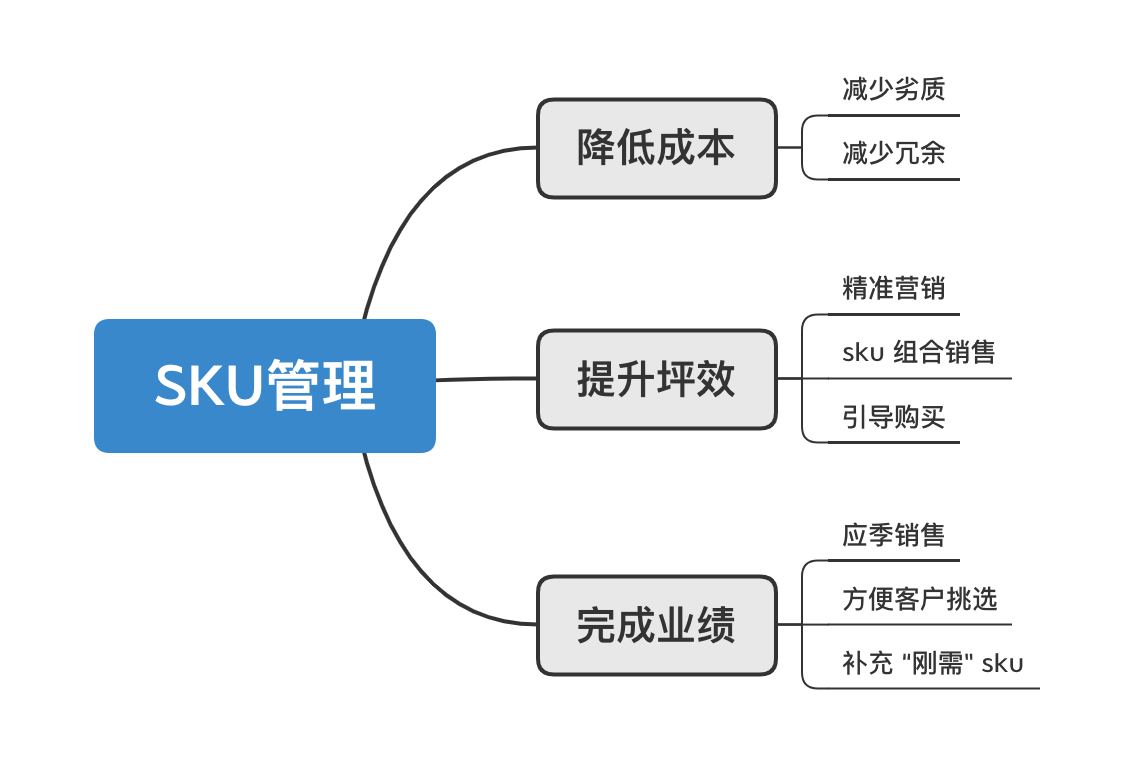 SKU管理
降低成本
减少劣质
减少冗余
提升坪效
精准营销
sku 组合销售
引导购买
完成业绩
应季销售
方便客户挑选
补充 "刚需" sku